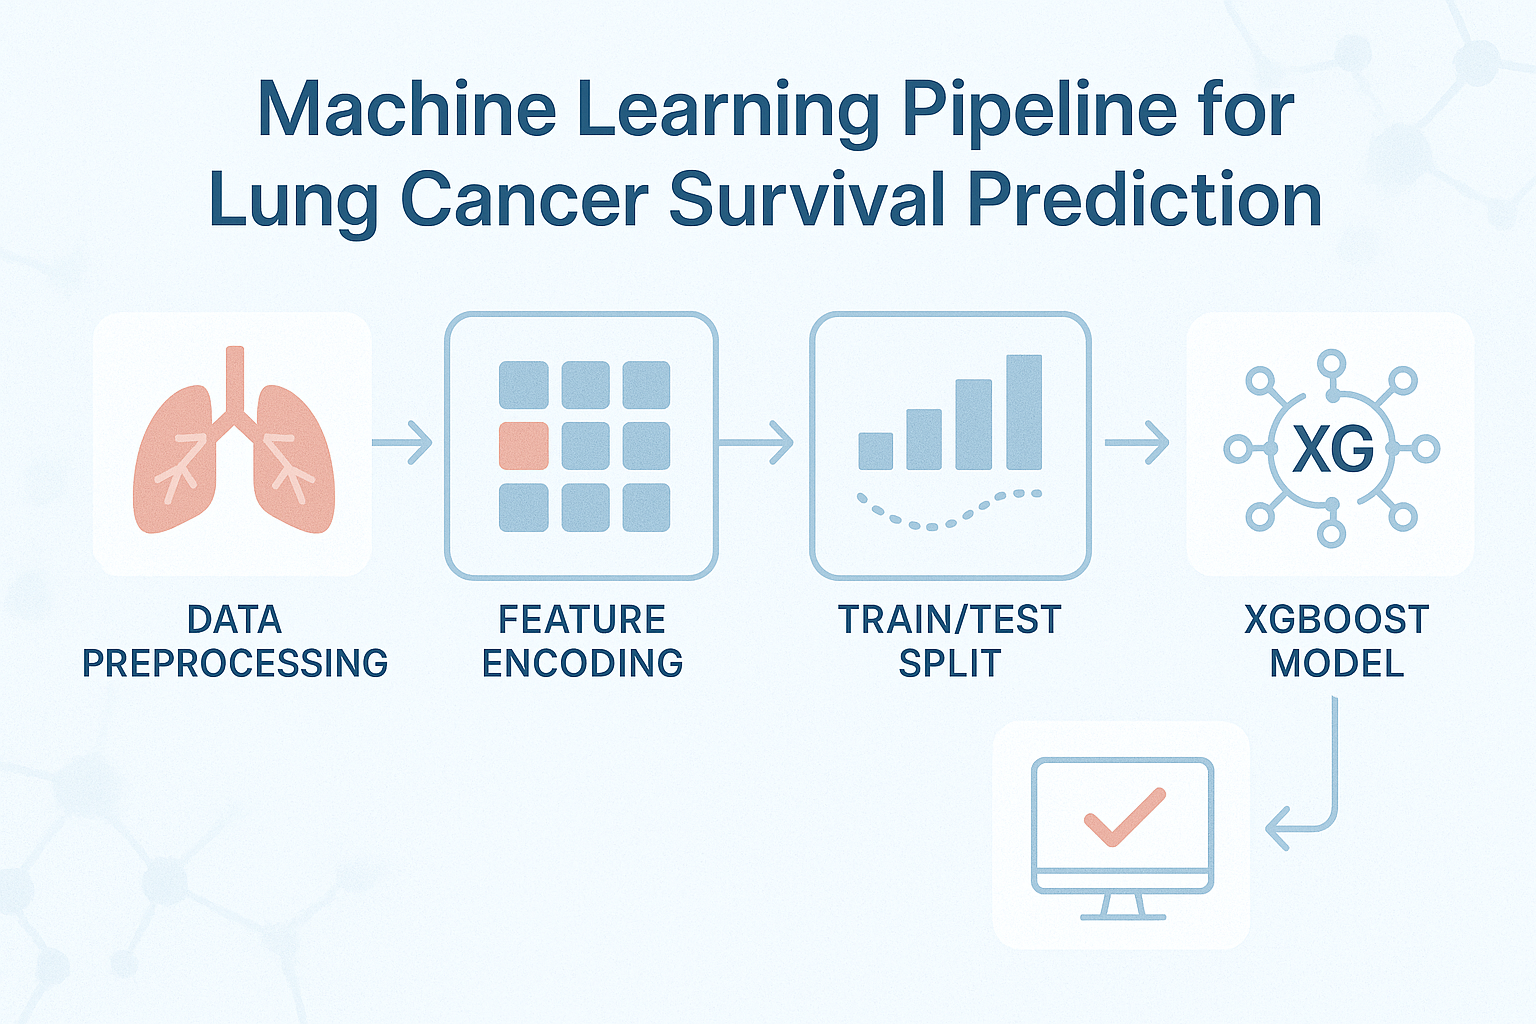 Machine Learning Pipeline for
Lung Cancer Survival Prediction
XG
DATA
PREPROCESSING
FEATURE
ENCODING
TRAIN/TEST
SPLIT
XGBOOST
MODEL